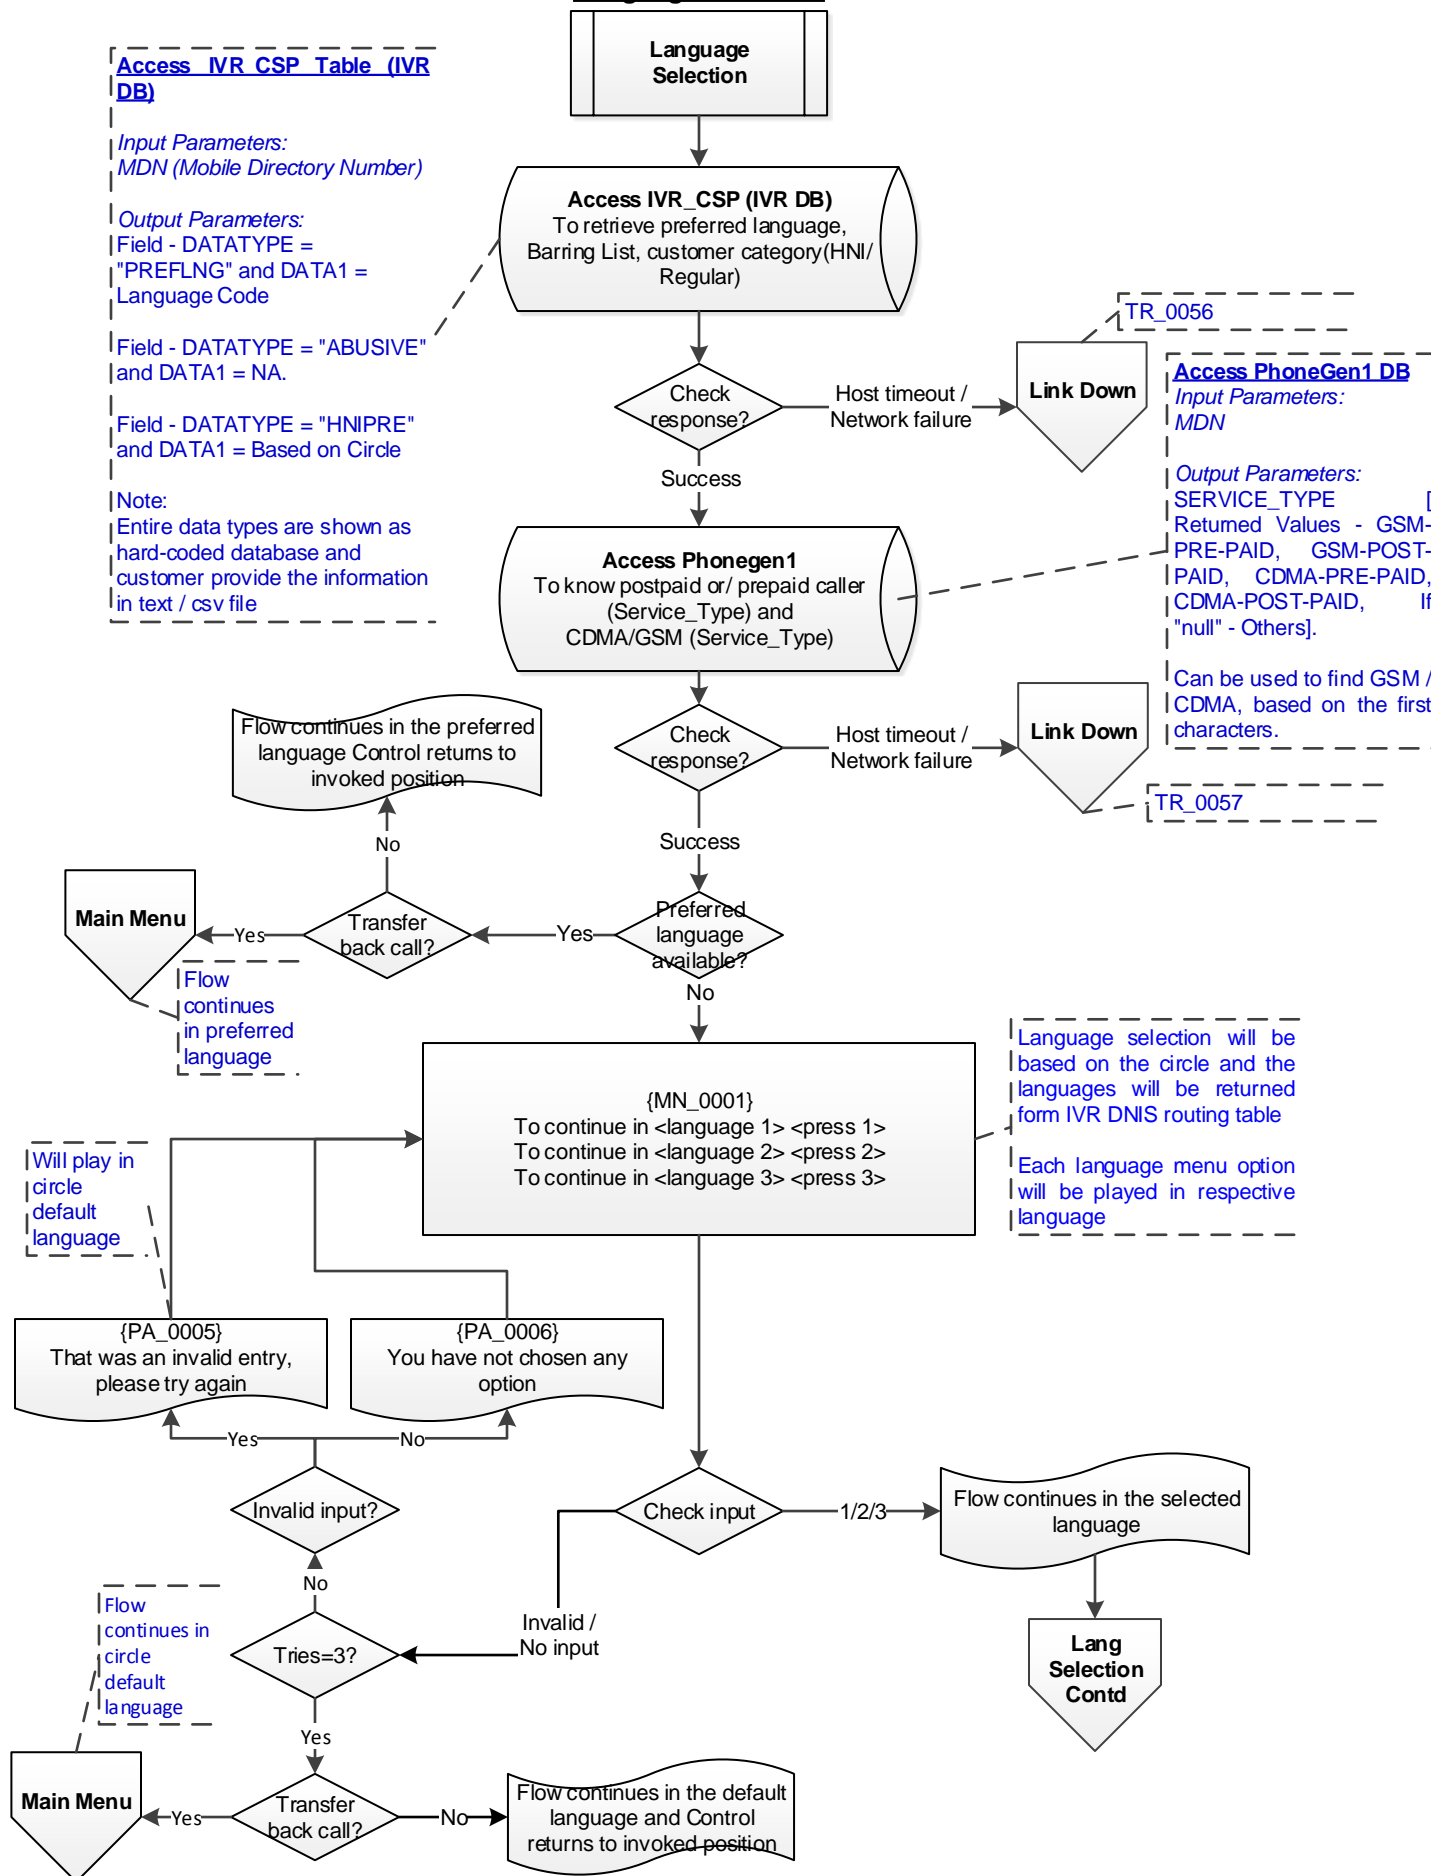 Language
Selection
Access IVR_CSP Table (IVR
DB)
Input Parameters:
MDN (Mobile Directory Number)
Output Parameters:
Field - DATATYPE =
"PREFLNG" and DATA1 =
Language Code
Field - DATATYPE = "ABUSIVE"
and DATA1 = NA.
Field - DATATYPE = "HNIPRE"
and DATA1 = Based on Circle
Note:
Entire data types are shown as
hard-coded database and
customer provide the information
in text / csv file
Access IVR_CSP (IVR DB)
To retrieve preferred language,
Barring List, customer category(HNI/
Regular)
TR_0056
Check
response?
Host timeout /
Network failure
Link Down
Success
Access PhoneGen1 DB
Input Parameters:
MDN
Output Parameters:
SERVICE_TYPE [
Returned Values - GSM-
PRE-PAID, GSM-POST-
PAID, CDMA-PRE-PAID,
CDMA-POST-PAID, If
"null" - Others].
Can be used to find GSM /
CDMA, based on the first
characters.
Access Phonegen1
To know postpaid or/ prepaid caller
(Service_Type) and
CDMA/GSM (Service_Type)
Flow continues in the preferred
language Control returns to
invoked position
Check
response?
Host timeout /
Network failure
Link Down
TR_0057
Success
No
Main Menu
Yes
Transfer
back call?
Yes
Preferred
language
available?
Flow
continues
in preferred
language
No
{MN_0001}
To continue in <language 1> <press 1>
To continue in <language 2> <press 2>
To continue in <language 3> <press 3>
Language selection will be
based on the circle and the
languages will be returned
form IVR DNIS routing table
Each language menu option
will be played in respective
language
Will play in
circle
default
language
{PA_0005}
That was an invalid entry,
please try again
{PA_0006}
You have not chosen any
option
Yes
No
Invalid input?
Check input
1/2/3
Flow continues in the selected
language
No
Flow
continues in
circle
default
language
Tries=3?
Invalid /
No input
Lang
Selection
Contd
Yes
Main Menu
Yes
Transfer
back call?
No
Flow continues in the default
language and Control
returns to invoked position